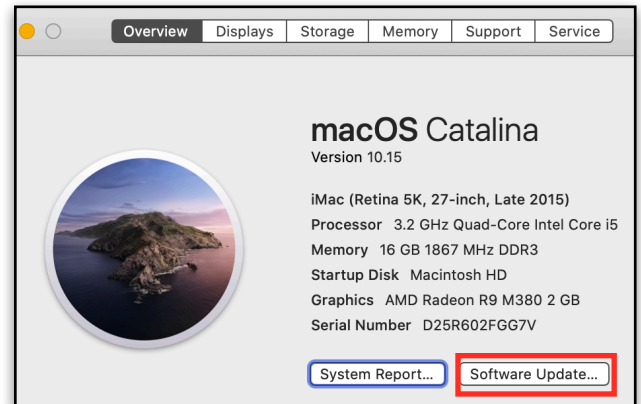 Overview Displays Storage Memory Support Service
macOS Catalina
Version 10.15
iMac (Retina 5K, 27-inch, Late 2015)
Processor 3.2 GHz Quad-Core Intel Core i5
Memory 16 GB 1867 MHz DDR3
Startup Disk Macintosh HD
Graphics AMD Radeon R9 M380 2 GB
Serial Number D25R602FGG7V
System Report... Software Update...